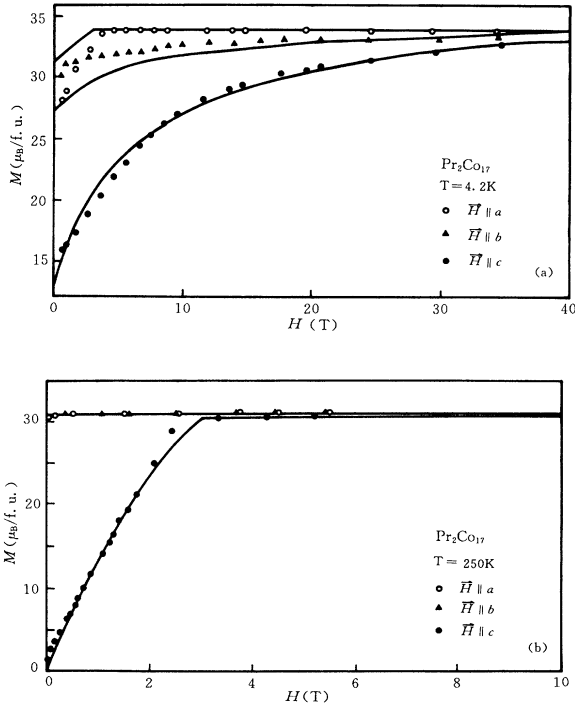 35
30
25
20
15
M (μB/f. u.)
Pr₂Co₁₇
T = 4. 2K
H⃗ ∥ a
H⃗ ∥ b
H⃗ ∥ c
(a)
0 10 20 30 40
H (T)
30
20
10
0
M (μB/f. u.)
Pr₂Co₁₇
T = 250K
H⃗ ∥ a
H⃗ ∥ b
H⃗ ∥ c
(b)
0 2 4 6 8 10
H (T)